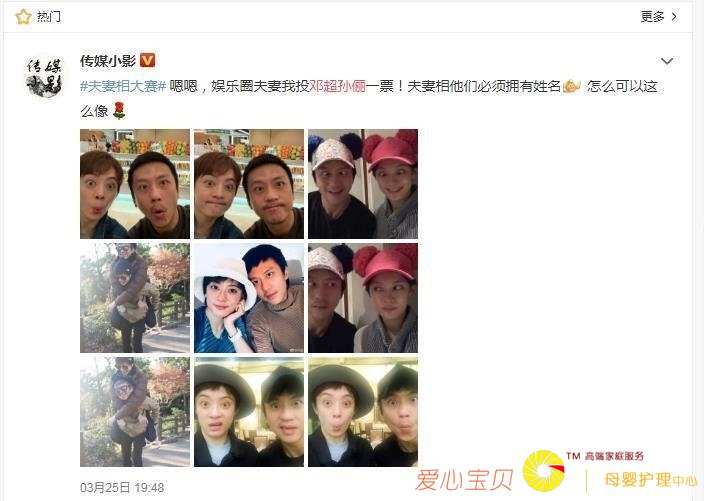 热门
更多
传媒小影
#夫妻相大赛# 嗯嗯，娱乐圈夫妻我投邓超孙俪一票！夫妻相他们必须拥有姓名 怎么可以这
么像
03月25日 19:48
传媒
小影
爱心宝贝
TM 高端家庭服务
母婴护理中心